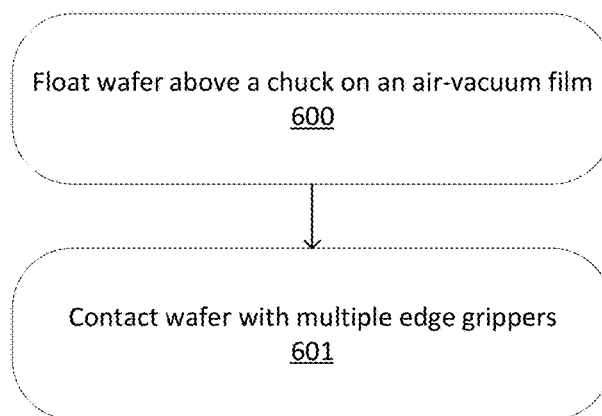 Float wafer above a chuck on an air-vacuum film
600
Contact wafer with multiple edge grippers
601